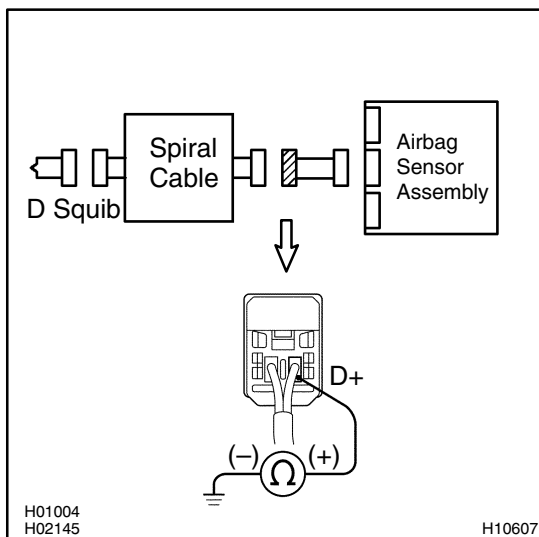 Spiral
Cable
Airbag
Sensor
Assembly
D Squib
D+
(−)
Ω
(+)
H01004
H02145
H10607